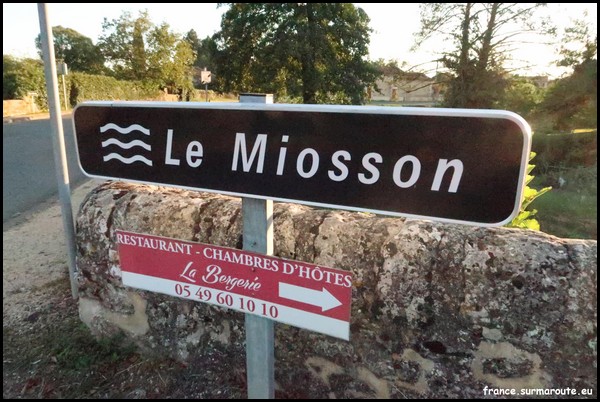 Le Miosson
RESTAURANT - CHAMBRES D'HÔTES
La Bergerie
05 49 60 10 10
france.surmaroute.eu